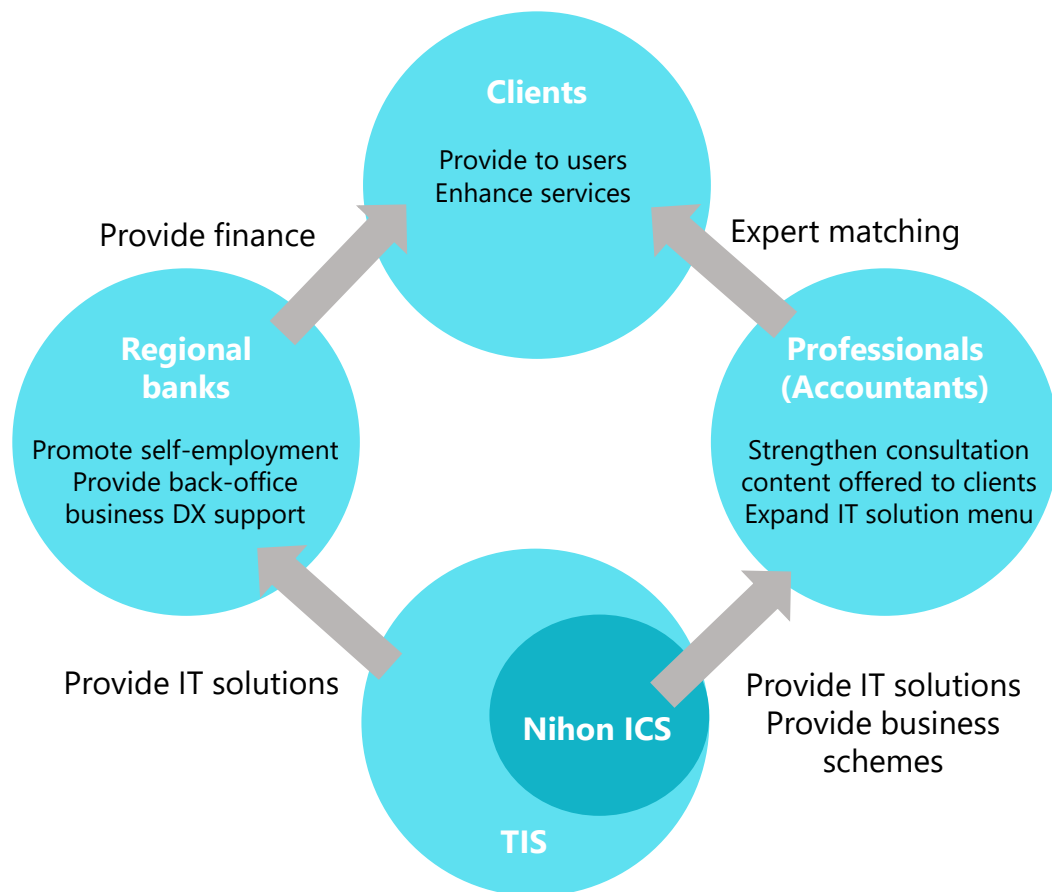 Clients
Provide to users
Enhance services
Provide finance
Expert matching
Regional
banks
Promote self-employment
Provide back-office
business DX support
Professionals
(Accountants)
Strengthen consultation
content offered to clients
Expand IT solution menu
Provide IT solutions
Nihon ICS
TIS
Provide IT solutions
Provide business
schemes